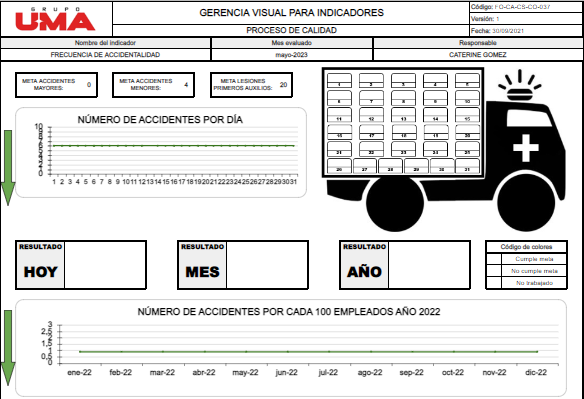 GRUPO
UMA
GERENCIA VISUAL PARA INDICADORES
PROCESO DE CALIDAD
Código: FO-CA-CS-CO-037
Versión: 1
Fecha: 30/09/2021
Nombre del indicador
Mes evaluado
Responsable
FRECUENCIA DE ACCIDENTALIDAD
mayo-2023
CATERINE GOMEZ
META ACCIDENTES MAYORES: 0
META ACCIDENTES MENORES: 4
META LESIONES PRIMEROS AUXILIOS: 20
NÚMERO DE ACCIDENTES POR DÍA
10
9
8
7
6
5
4
3
2
1
0
1 2 3 4 5 6 7 8 9 10 11 12 13 14 15 16 17 18 19 20 21 22 23 24 25 26 27 28 29 30 31
1 2 3 4 5
6 7 8 9 10
11 12 13 14 15
16 17 18 19 20
21 22 23 24 25
26 27 28 29 30 31
RESULTADO
HOY
RESULTADO
MES
RESULTADO
AÑO
Código de colores
Cumple meta
No cumple meta
No trabajado
NÚMERO DE ACCIDENTES POR CADA 100 EMPLEADOS AÑO 2022
3
2,5
2
1,5
1
0,5
0
ene-22 feb-22 mar-22 abr-22 may-22 jun-22 jul-22 ago-22 sep-22 oct-22 nov-22 dic-22